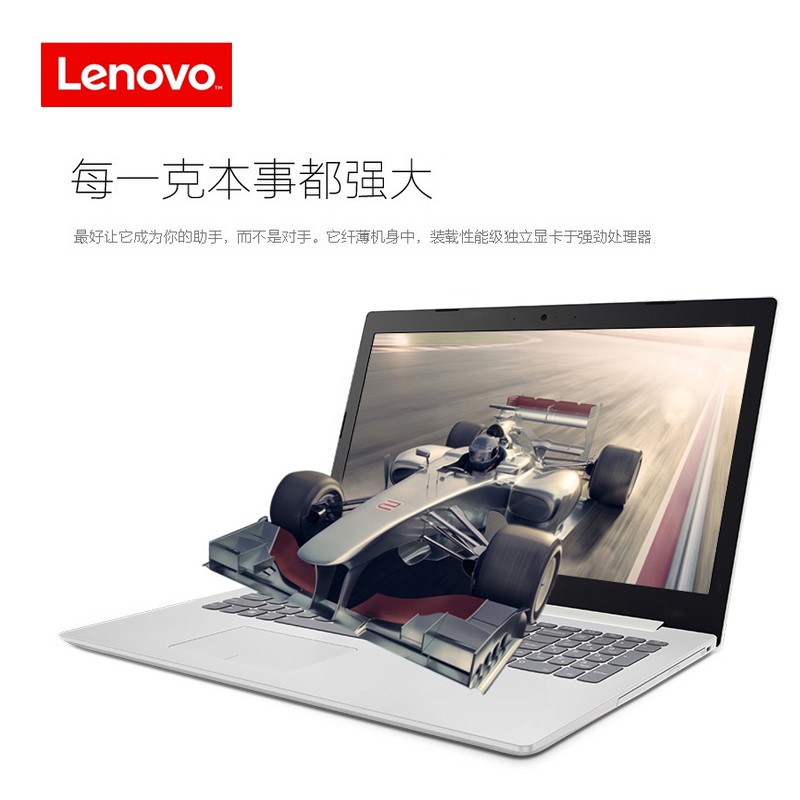 Lenovo™
每一克本事都强大
最好让它成为你的助手，而不是对手。它纤薄机身中，装载性能级独立显卡于强劲处理器